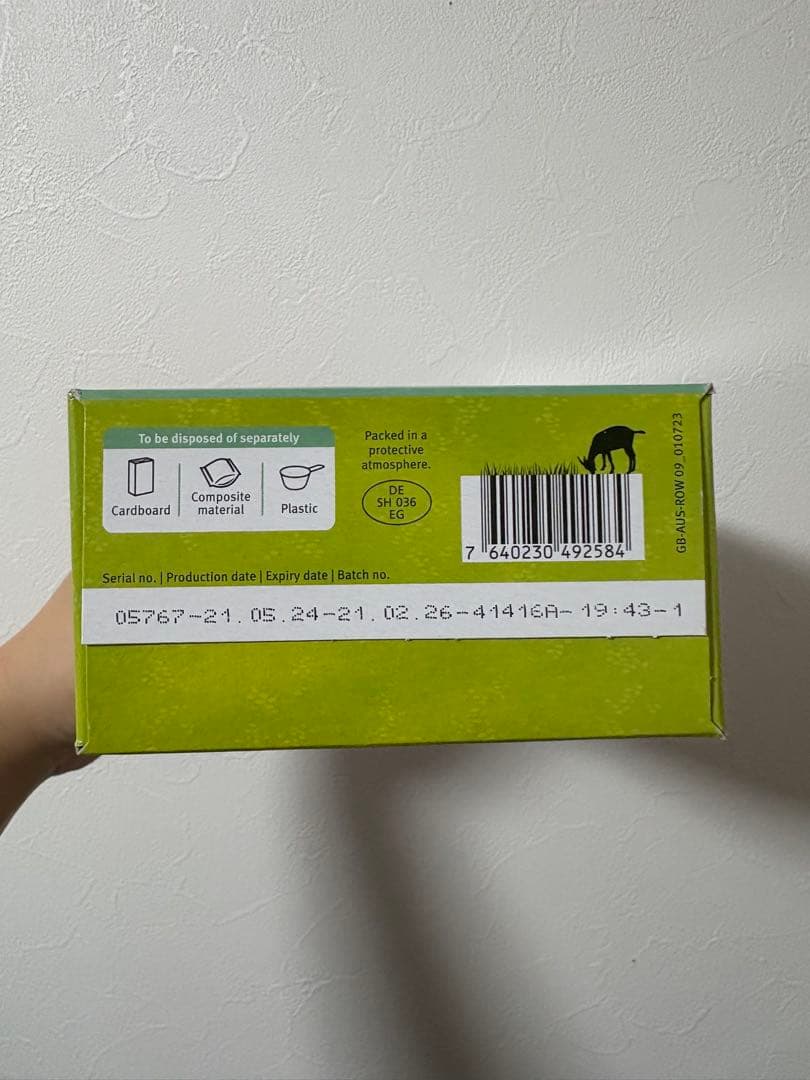 To be disposed of separately
Cardboard
Composite
material
Plastic
Packed in a
protective
atmosphere.
DE
SH 036
EG
7 640230 492584
GB-AUS-ROW 09_010723
Serial no. | Production date | Expiry date | Batch no.
05767-21.05.24-21.02.26-41416A- 19:43-1